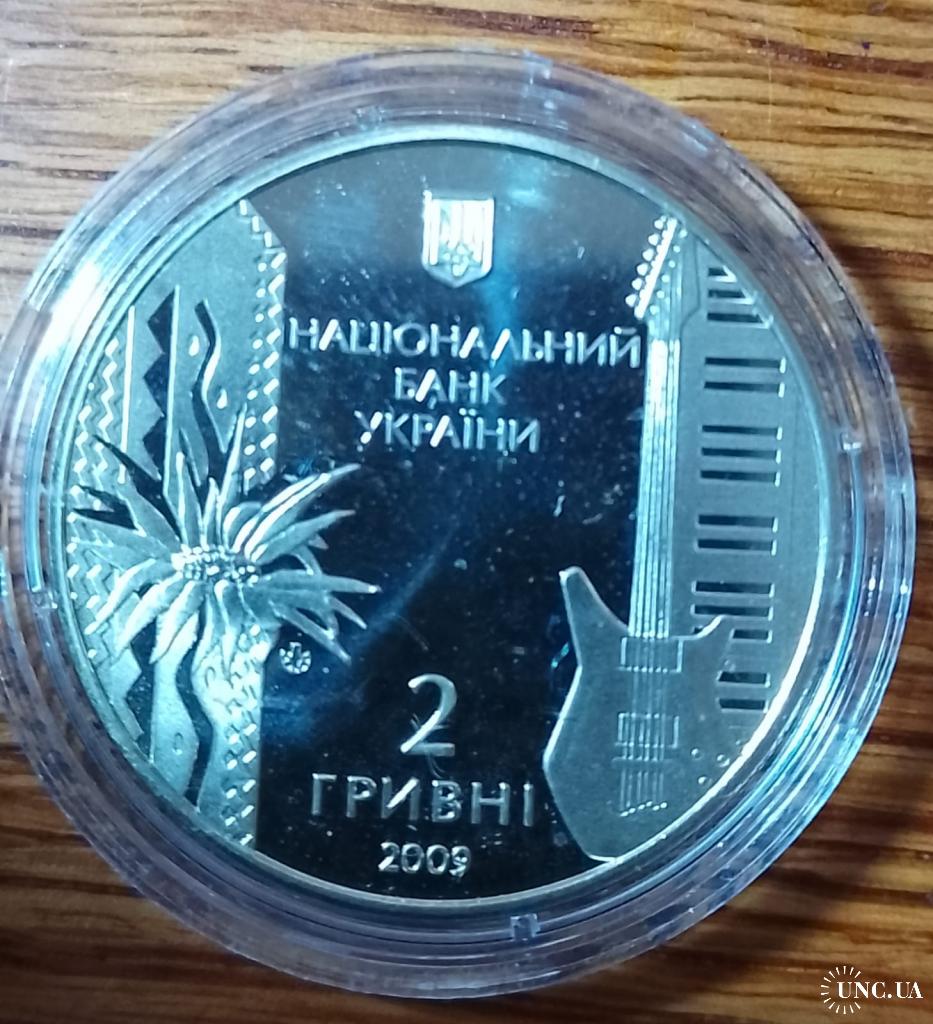 НАЦІОНАЛЬНИЙ
БАНК
УКРАЇНИ
2
ГРИВНІ
2009
UNC.UA